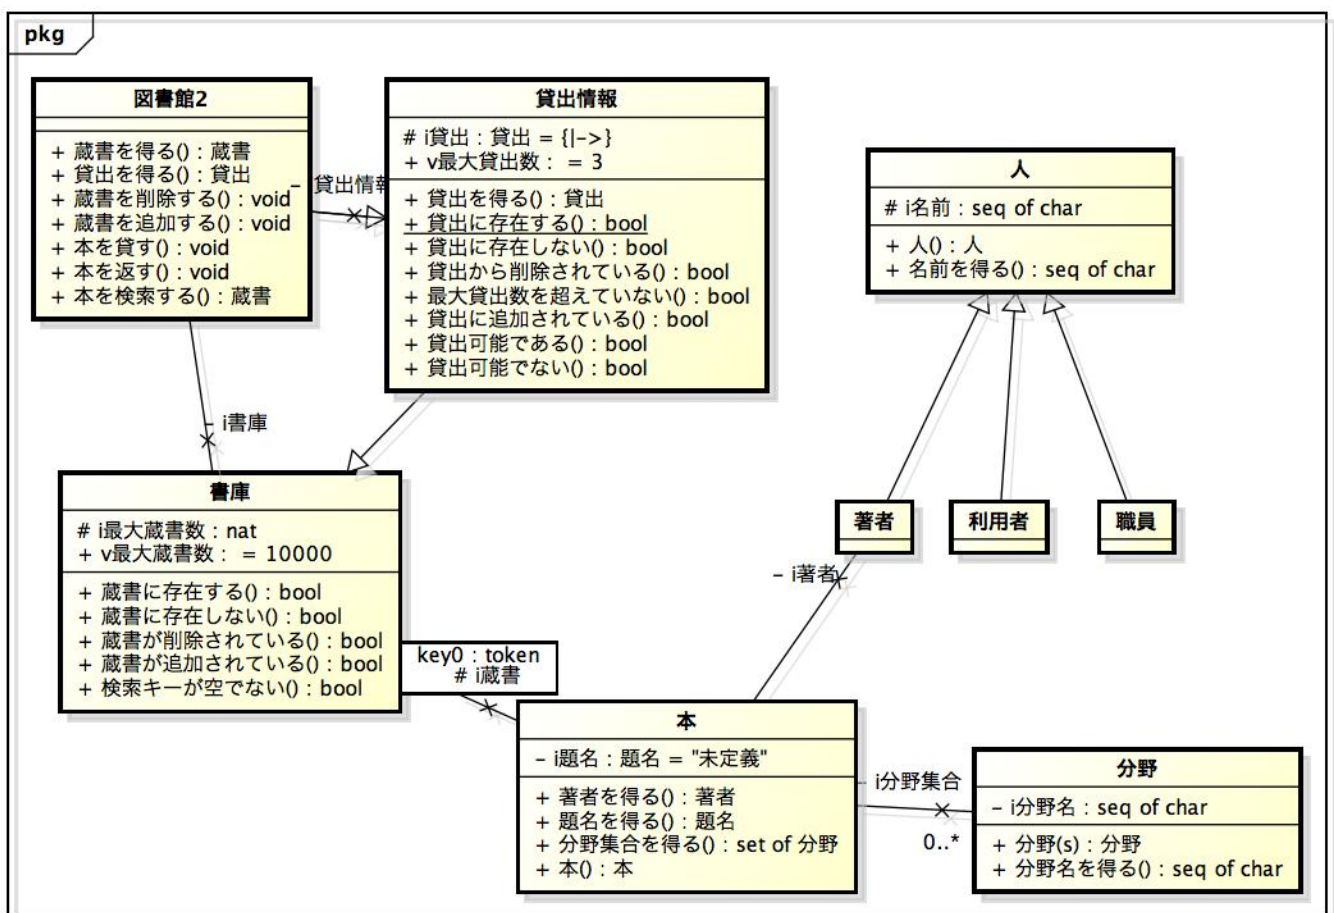 pkg
図書館2
+ 蔵書を得る() : 蔵書
+ 貸出を得る() : 貸出
+ 蔵書を削除する() : void
+ 蔵書を追加する() : void
+ 本を貸す() : void
+ 本を返す() : void
+ 本を検索する() : 蔵書
- 貸出情報
貸出情報
# i貸出 : 貸出 = {|->}
+ v最大貸出数 : = 3
+ 貸出を得る() : 貸出
+ 貸出に存在する() : bool
+ 貸出に存在しない() : bool
+ 貸出から削除されている() : bool
+ 最大貸出数を超えていない() : bool
+ 貸出に追加されている() : bool
+ 貸出可能である() : bool
+ 貸出可能でない() : bool
人
# i名前 : seq of char
+ 人() : 人
+ 名前を得る() : seq of char
- i書庫
書庫
# i最大蔵書数 : nat
+ v最大蔵書数 : = 10000
+ 蔵書に存在する() : bool
+ 蔵書に存在しない() : bool
+ 蔵書が削除されている() : bool
+ 蔵書が追加されている() : bool
+ 検索キーが空でない() : bool
著者
利用者
職員
- i著者
key0 : token
# i蔵書
本
- i題名 : 題名 = "未定義"
+ 著者を得る() : 著者
+ 題名を得る() : 題名
+ 分野集合を得る() : set of 分野
+ 本() : 本
- i分野集合
0..*
分野
- i分野名 : seq of char
+ 分野(s) : 分野
+ 分野名を得る() : seq of char